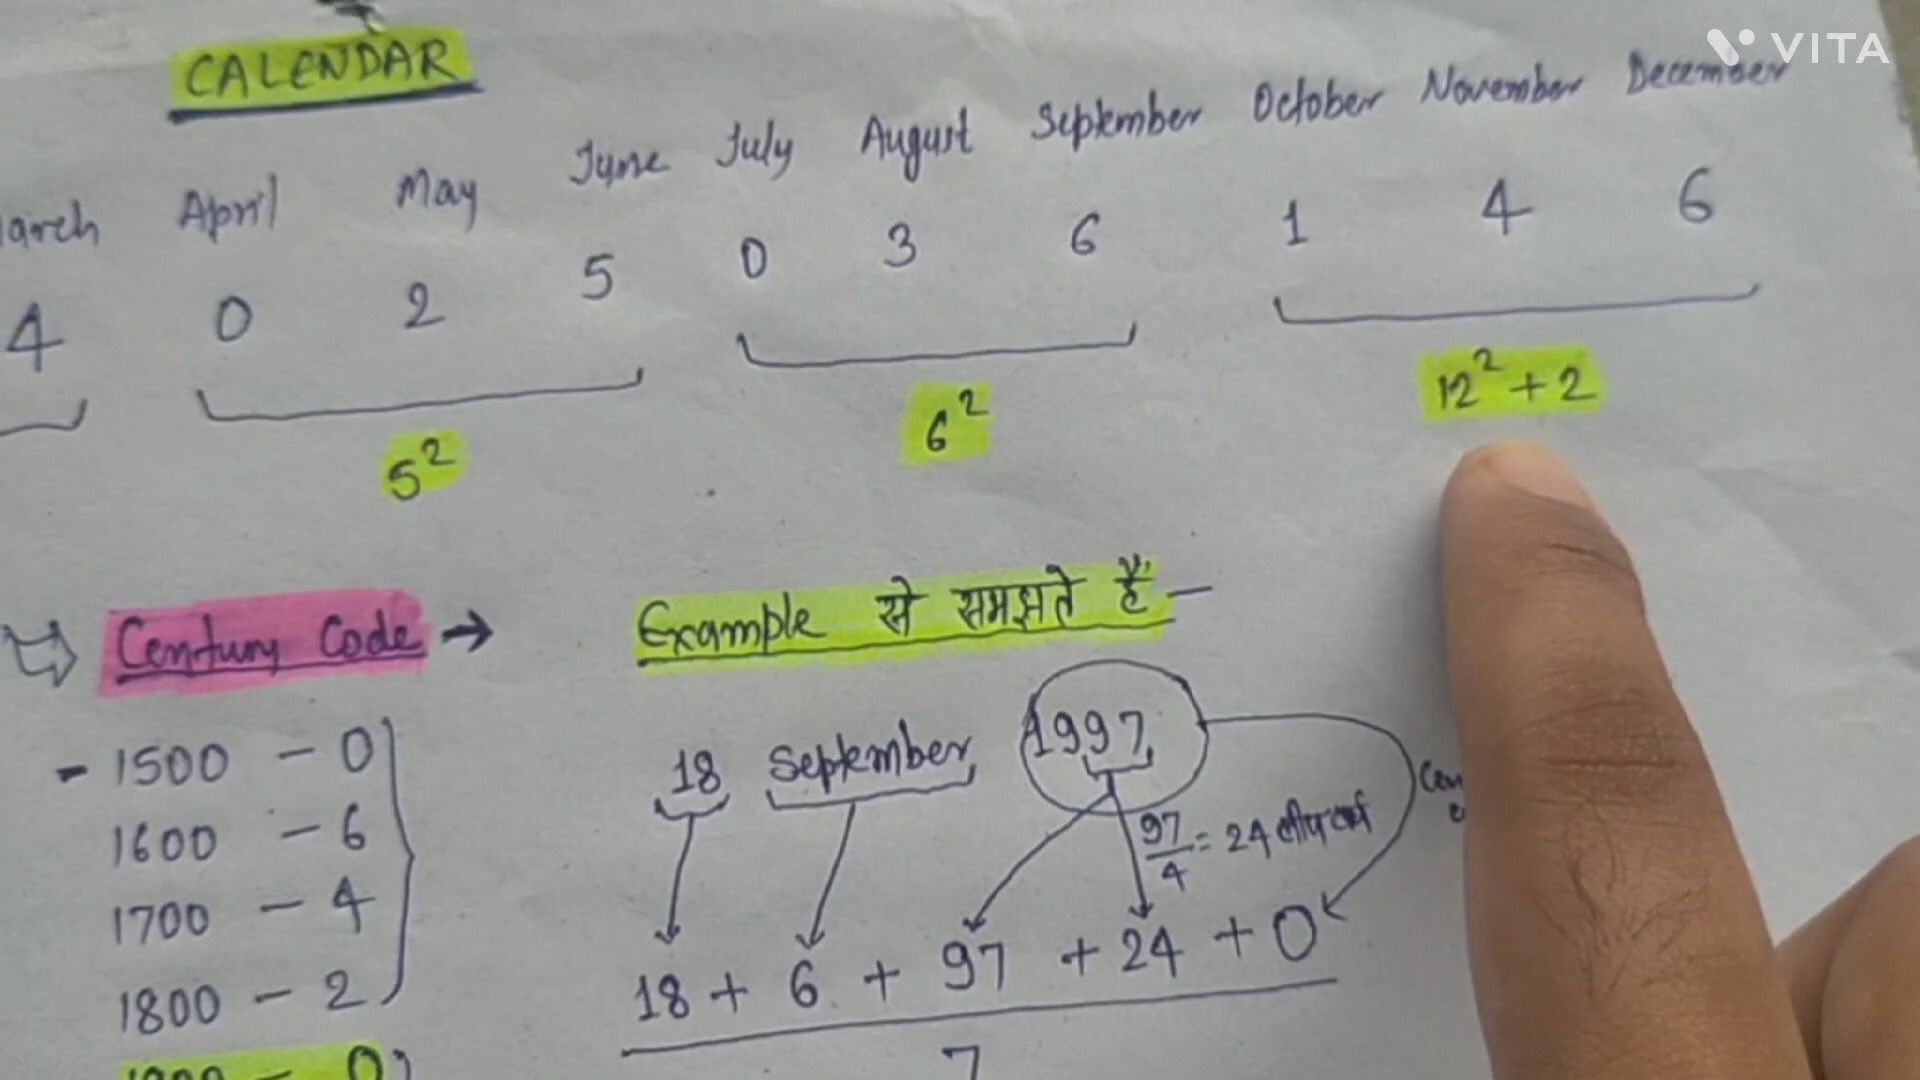 VITA
CALENDAR
April May June July August September October November December
4 0 2 5 0 3 6 1 4 6
5² 6² 12² + 2
Century Code → Example से समझते हैं —
18 September 1997
- 1500 - 0
97/4 = 24 लीप वर्ष
1600 - 6
1700 - 4
18 + 6 + 97 + 24 + 0
1800 - 2
7
1900 - 0